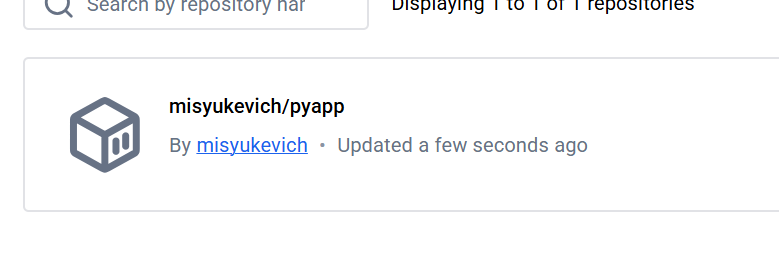 Search by repository nar
Displaying 1 to 1 of 1 repositories
misyukevich/pyapp
By misyukevich • Updated a few seconds ago